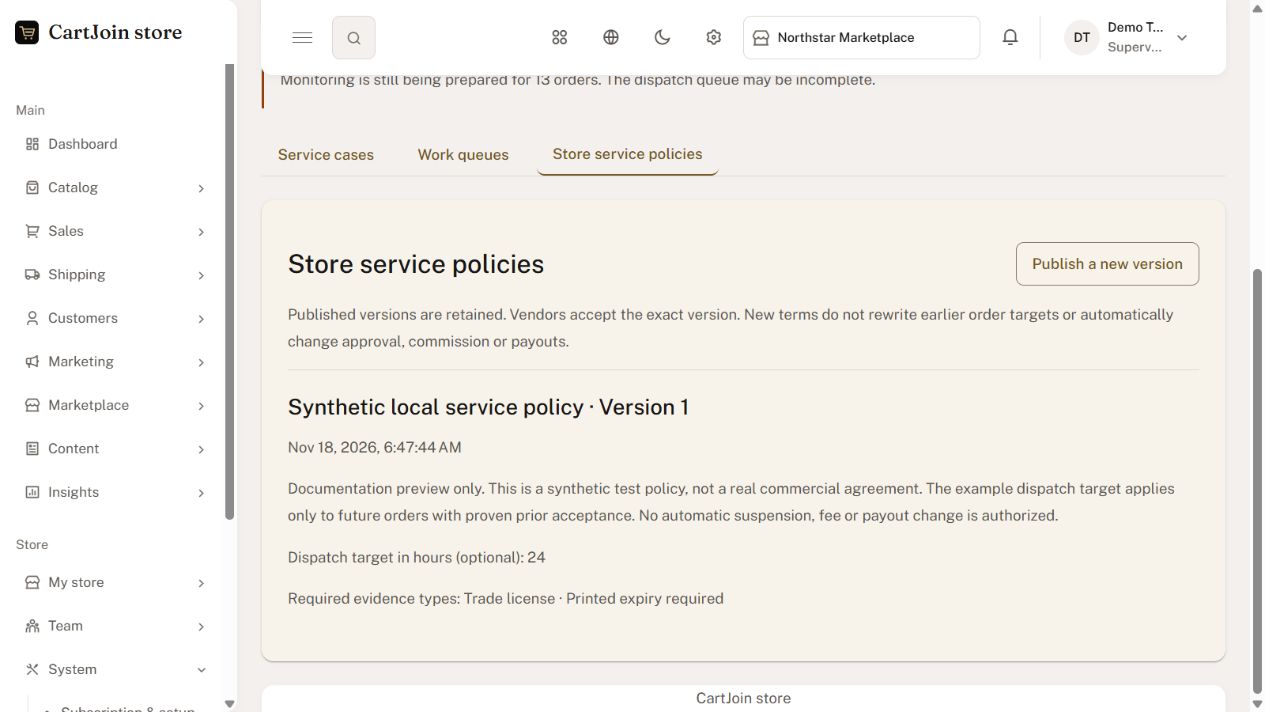 CartJoin store
Northstar Marketplace
DT
Demo T...
Superv...
Main
Dashboard
Catalog
Sales
Shipping
Customers
Marketing
Marketplace
Content
Insights
Store
My store
Team
System
Subscription & setup
Monitoring is still being prepared for 13 orders. The dispatch queue may be incomplete.
Service cases
Work queues
Store service policies
Store service policies
Publish a new version
Published versions are retained. Vendors accept the exact version. New terms do not rewrite earlier order targets or automatically
change approval, commission or payouts.
Synthetic local service policy · Version 1
Nov 18, 2026, 6:47:44 AM
Documentation preview only. This is a synthetic test policy, not a real commercial agreement. The example dispatch target applies
only to future orders with proven prior acceptance. No automatic suspension, fee or payout change is authorized.
Dispatch target in hours (optional): 24
Required evidence types: Trade license · Printed expiry required
CartJoin store